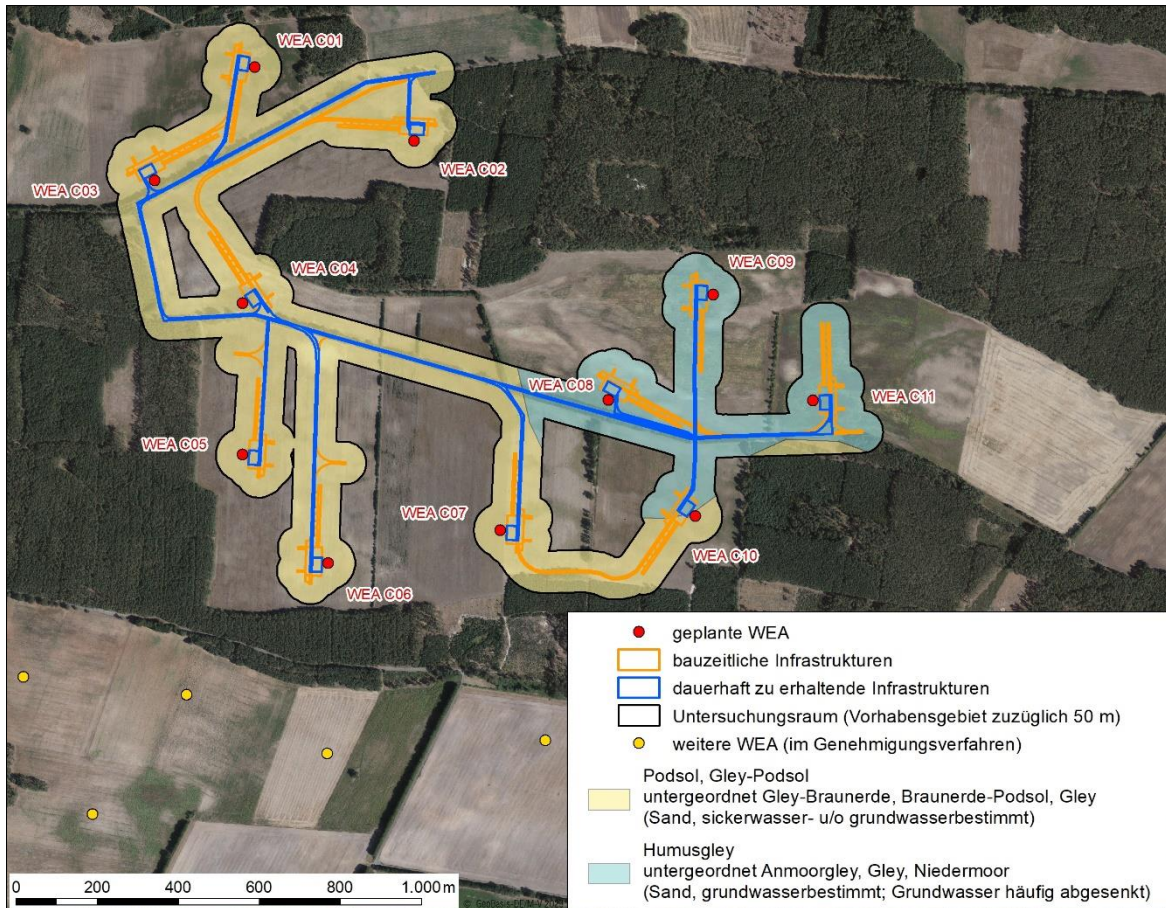 WEA C01
WEA C02
WEA C03
WEA C04
WEA C09
WEA C08
WEA C11
WEA C05
WEA C07
WEA C10
WEA C06
geplante WEA
bauzeitliche Infrastrukturen
dauerhaft zu erhaltende Infrastrukturen
Untersuchungsraum (Vorhabensgebiet zuzüglich 50 m)
weitere WEA (im Genehmigungsverfahren)
Podsol, Gley-Podsol
untergeordnet Gley-Braunerde, Braunerde-Podsol, Gley
(Sand, sickerwasser- u/o grundwasserbestimmt)
Humusgley
untergeordnet Anmoorgley, Gley, Niedermoor
(Sand, grundwasserbestimmt; Grundwasser häufig abgesenkt)
0 200 400 600 800 1.000 m